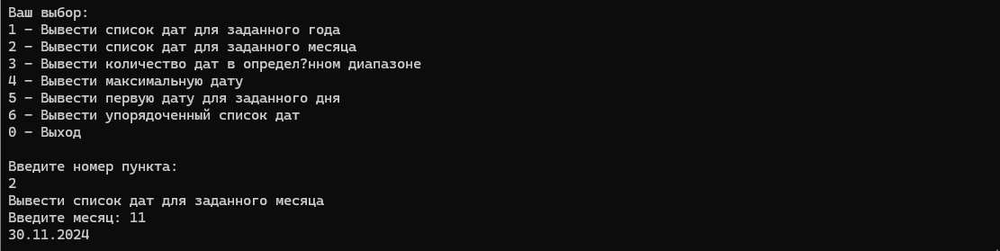 Ваш выбор:
1 - Вывести список дат для заданного года
2 - Вывести список дат для заданного месяца
3 - Вывести количество дат в определ?нном диапазоне
4 - Вывести максимальную дату
5 - Вывести первую дату для заданного дня
6 - Вывести упорядоченный список дат
0 - Выход
Введите номер пункта:
2
Вывести список дат для заданного месяца
Введите месяц: 11
30.11.2024